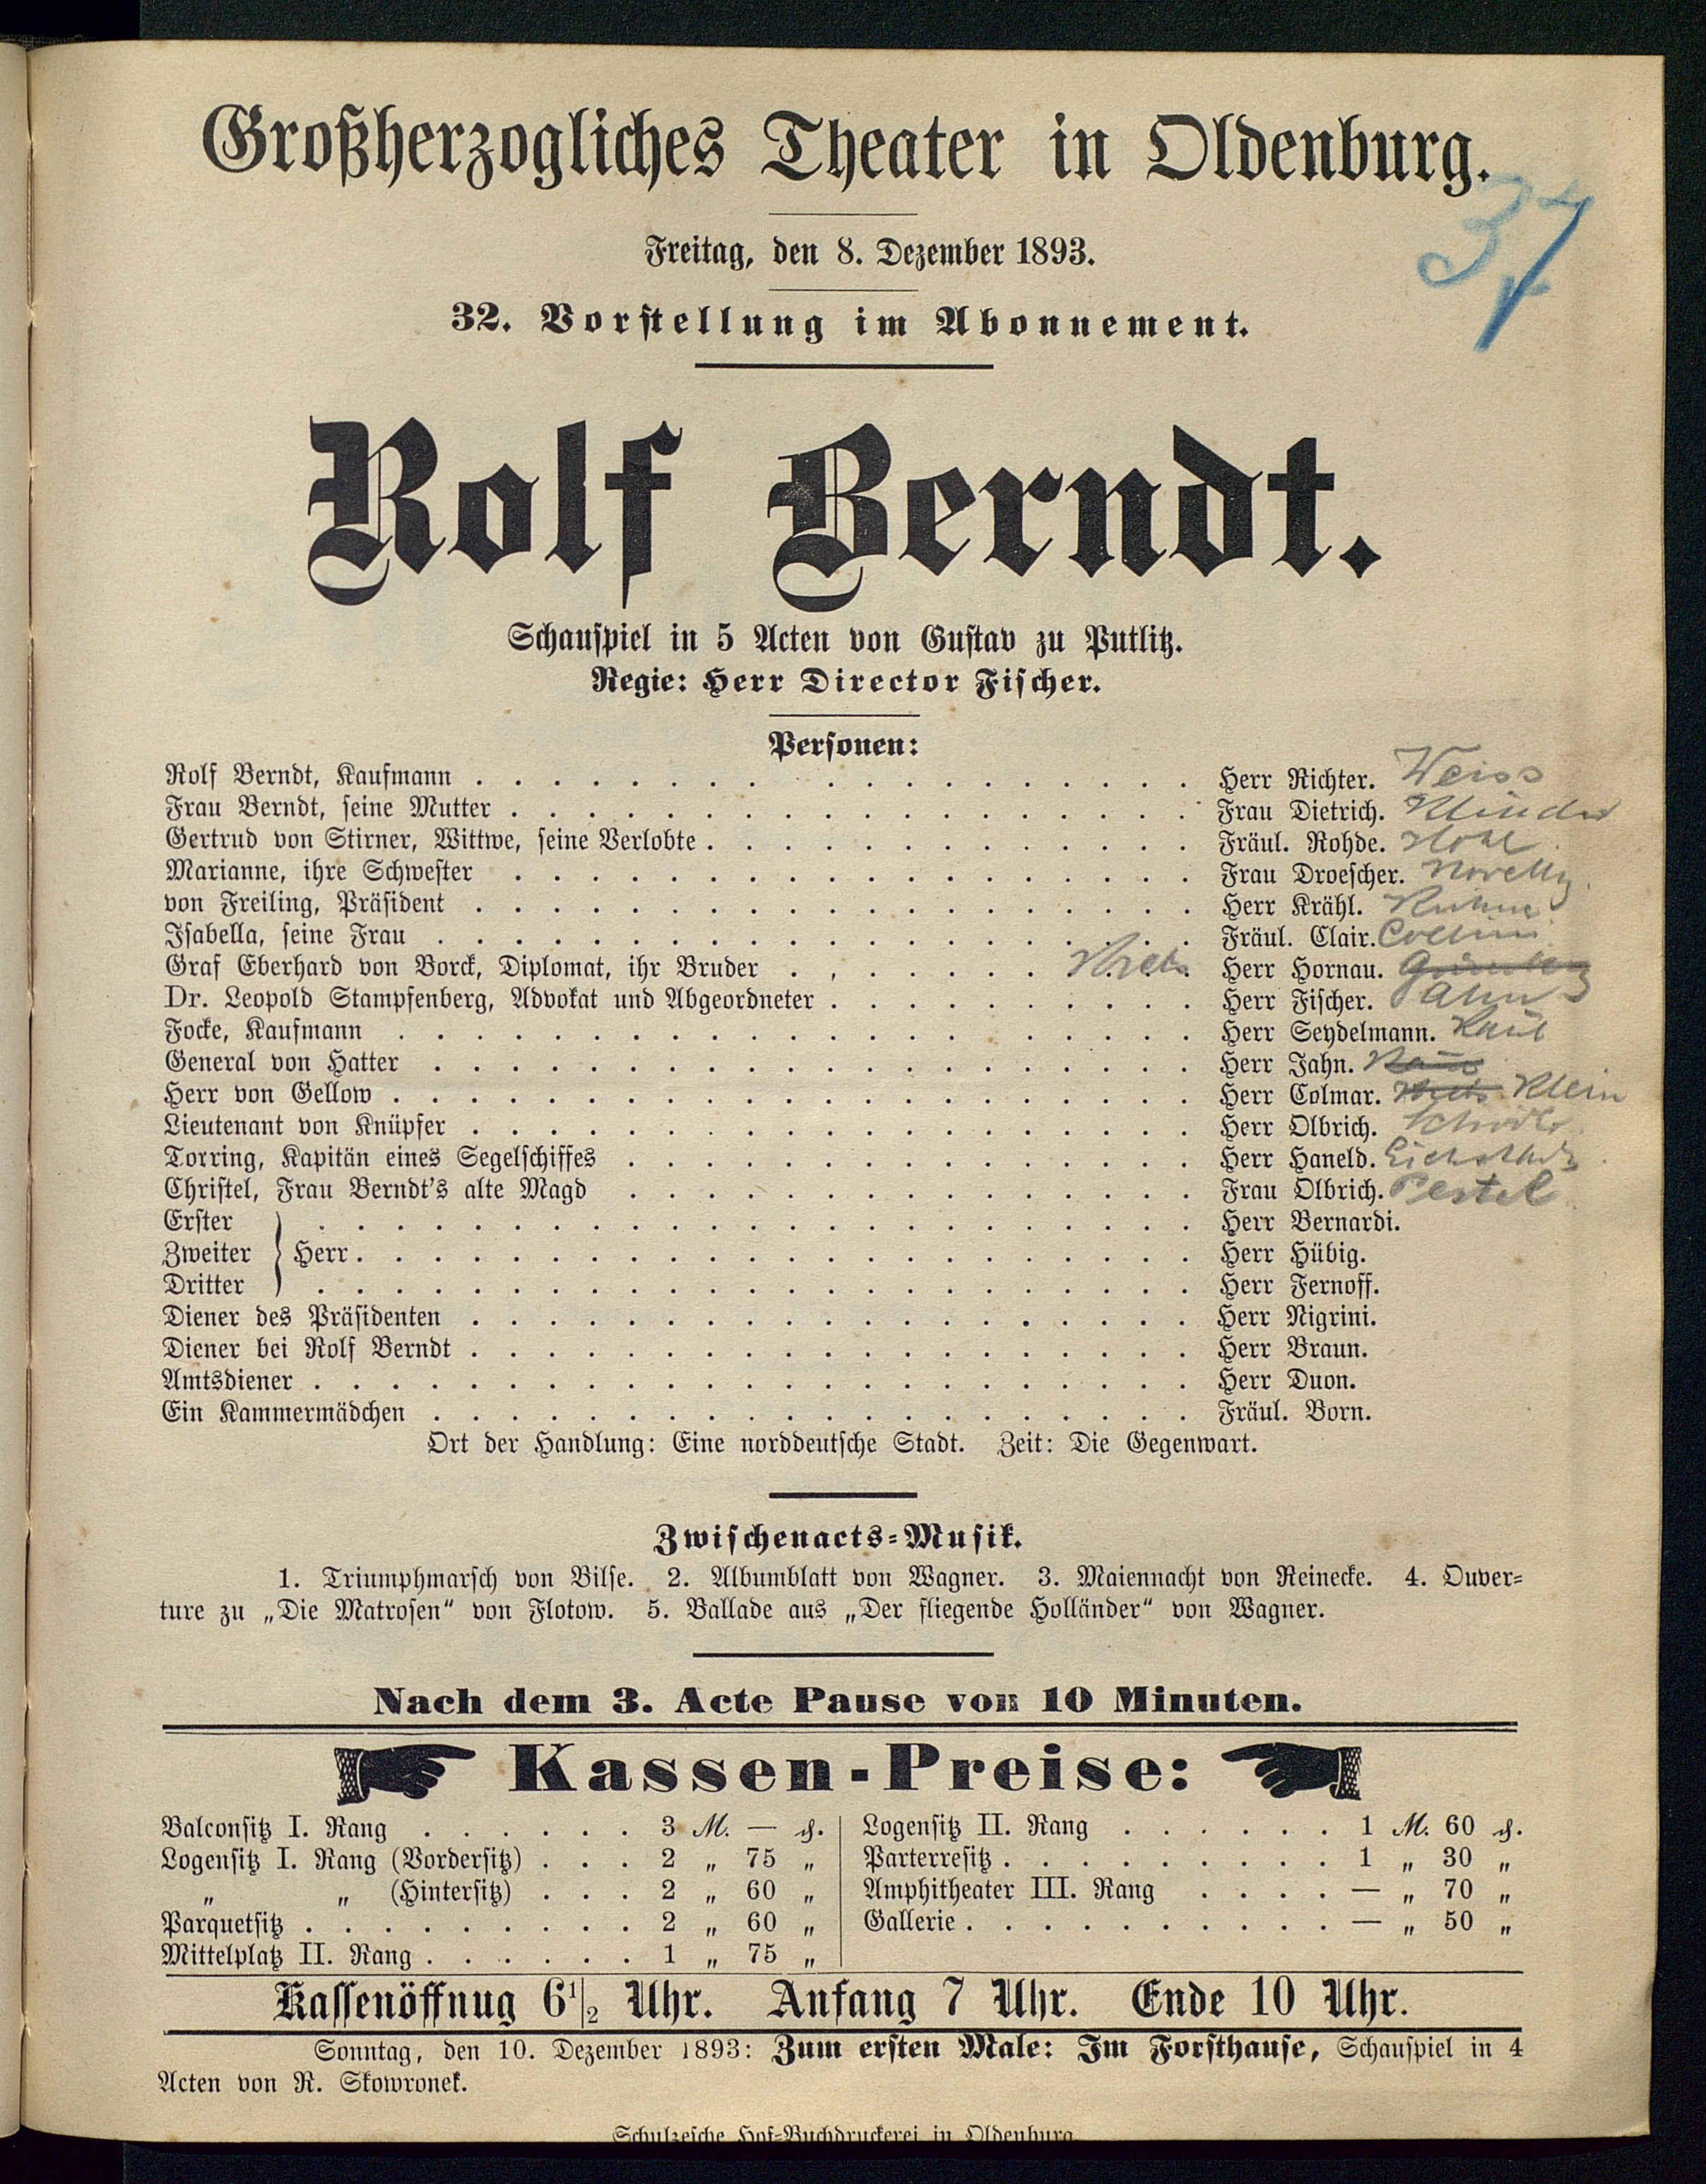 Großherzogliches Theater in Oldenburg.
37
Freitag, den 8. Dezember 1893.
32. Vorstellung im Abonnement.
Rolf Berndt.
Schauspiel in 5 Acten von Gustav zu Putlitz.
Regie: Herr Director Fischer.
Personen:
Rolf Berndt, Kaufmann . . . . . . . . . . Herr Richter. Weiss
Frau Berndt, seine Mutter . . . . . . . . . . Frau Dietrich.
Gertrud von Stirner, Wittwe, seine Verlobte . . . . . . . . . . Fräul. Rohde.
Marianne, ihre Schwester . . . . . . . . . . Frau Droescher.
von Freiling, Präsident . . . . . . . . . . Herr Krähl.
Isabella, seine Frau . . . . . . . . . . Fräul. Clair.
Graf Eberhard von Borck, Diplomat, ihr Bruder . , . . . . . . Herr Hornau.
Dr. Leopold Stampfenberg, Advokat und Abgeordneter . . . . . . . . . . Herr Fischer.
Focke, Kaufmann . . . . . . . . . . Herr Seydelmann.
General von Hatter . . . . . . . . . . Herr Jahn.
Herr von Gellow . . . . . . . . . . Herr Colmar. Klein
Lieutenant von Knüpfer . . . . . . . . . . Herr Olbrich.
Torring, Kapitän eines Segelschiffes . . . . . . . . . . Herr Haneld.
Christel, Frau Berndt's alte Magd . . . . . . . . . . Frau Olbrich. Pestel
Erster . . . . . . . . . . Herr Bernardi.
Zweiter } Herr . . . . . . . . . . Herr Hübig.
Dritter . . . . . . . . . . Herr Fernoff.
Diener des Präsidenten . . . . . . . . . . Herr Nigrini.
Diener bei Rolf Berndt . . . . . . . . . . Herr Braun.
Amtsdiener . . . . . . . . . . Herr Duon.
Ein Kammermädchen . . . . . . . . . . Fräul. Born.
Ort der Handlung: Eine norddeutsche Stadt. Zeit: Die Gegenwart.
Zwischenacts-Musik.
1. Triumphmarsch von Bilse. 2. Albumblatt von Wagner. 3. Maiennacht von Reinecke. 4. Ouver-
ture zu „Die Matrosen“ von Flotow. 5. Ballade aus „Der fliegende Holländer“ von Wagner.
Nach dem 3. Acte Pause von 10 Minuten.
Kassen-Preise:
Balconsitz I. Rang . . . . . . 3 M. — ₰.
Logensitz I. Rang (Vordersitz) . . . 2 „ 75 „
„ „ (Hintersitz) . . . 2 „ 60 „
Parquetsitz . . . . . . . . . 2 „ 60 „
Mittelplatz II. Rang . . . . . . 1 „ 75 „
Logensitz II. Rang . . . . . . 1 M. 60 ₰.
Parterresitz . . . . . . . . . 1 „ 30 „
Amphitheater III. Rang . . . . — „ 70 „
Gallerie . . . . . . . . . . — „ 50 „
Kassenöffnug 6 1/2 Uhr. Anfang 7 Uhr. Ende 10 Uhr.
Sonntag, den 10. Dezember 1893: Zum ersten Male: Im Forsthause, Schauspiel in 4
Acten von R. Skowronek.
Schulzesche Hof-Buchdruckerei in Oldenburg